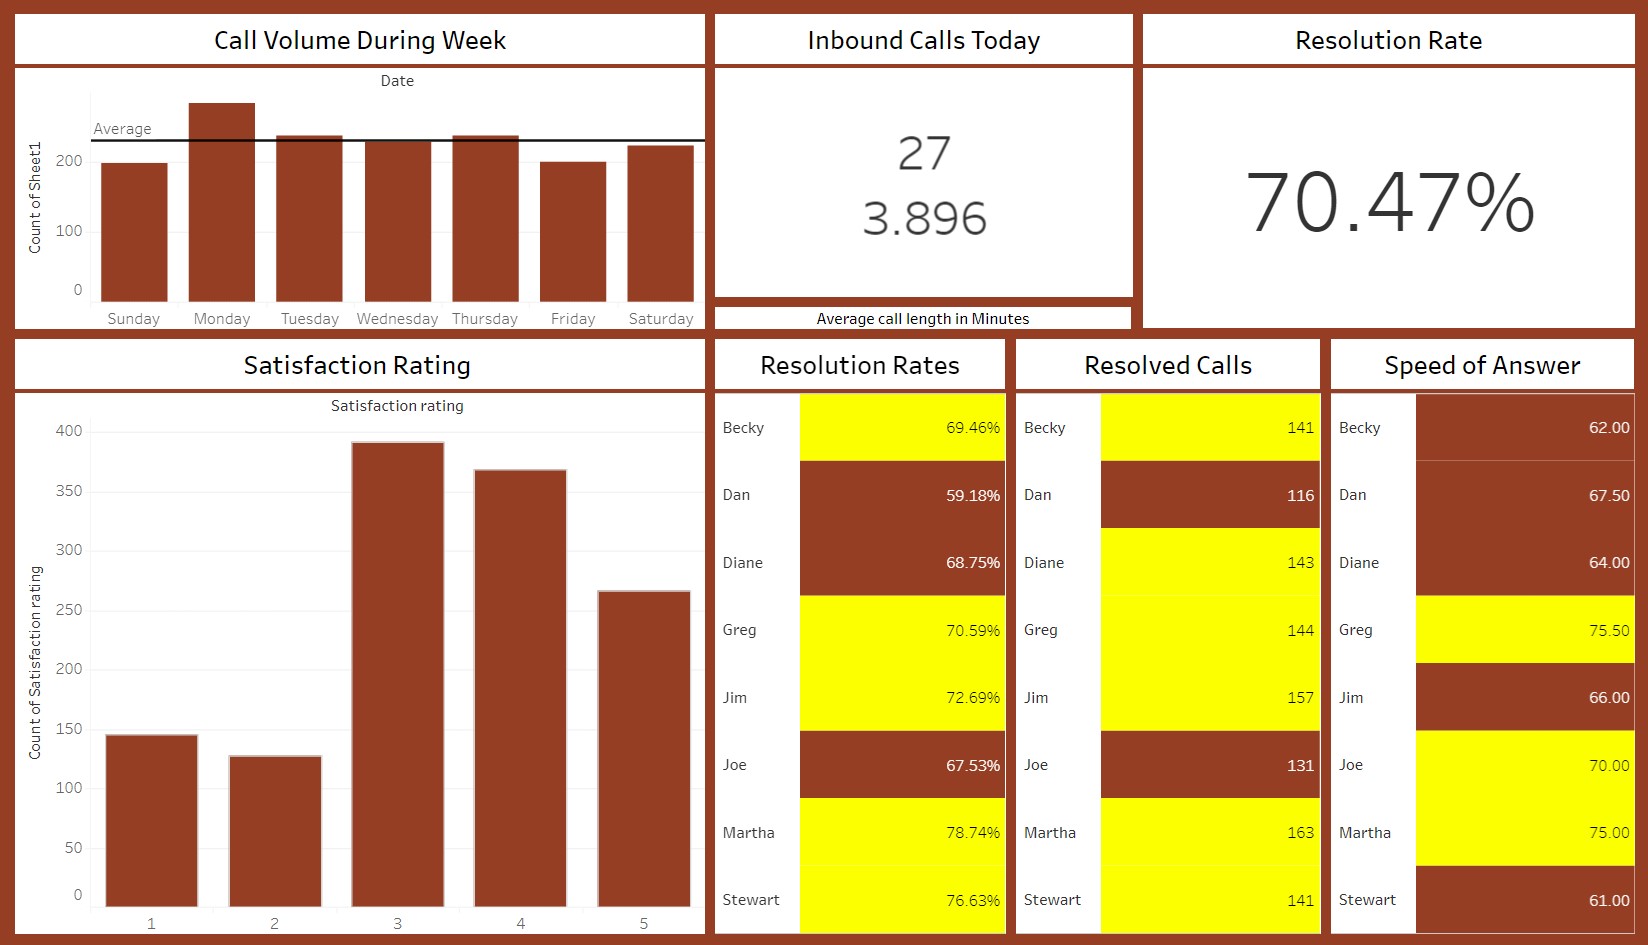 Call Volume During Week
Date
Count of Sheet1
Average
200
100
0
Sunday Monday Tuesday Wednesday Thursday Friday Saturday
Inbound Calls Today
27
3.896
Average call length in Minutes
Resolution Rate
70.47%
Satisfaction Rating
Satisfaction rating
Count of Satisfaction rating
400
350
300
250
200
150
100
50
0
1 2 3 4 5
Resolution Rates
Becky 69.46%
Dan 59.18%
Diane 68.75%
Greg 70.59%
Jim 72.69%
Joe 67.53%
Martha 78.74%
Stewart 76.63%
Resolved Calls
Becky 141
Dan 116
Diane 143
Greg 144
Jim 157
Joe 131
Martha 163
Stewart 141
Speed of Answer
Becky 62.00
Dan 67.50
Diane 64.00
Greg 75.50
Jim 66.00
Joe 70.00
Martha 75.00
Stewart 61.00